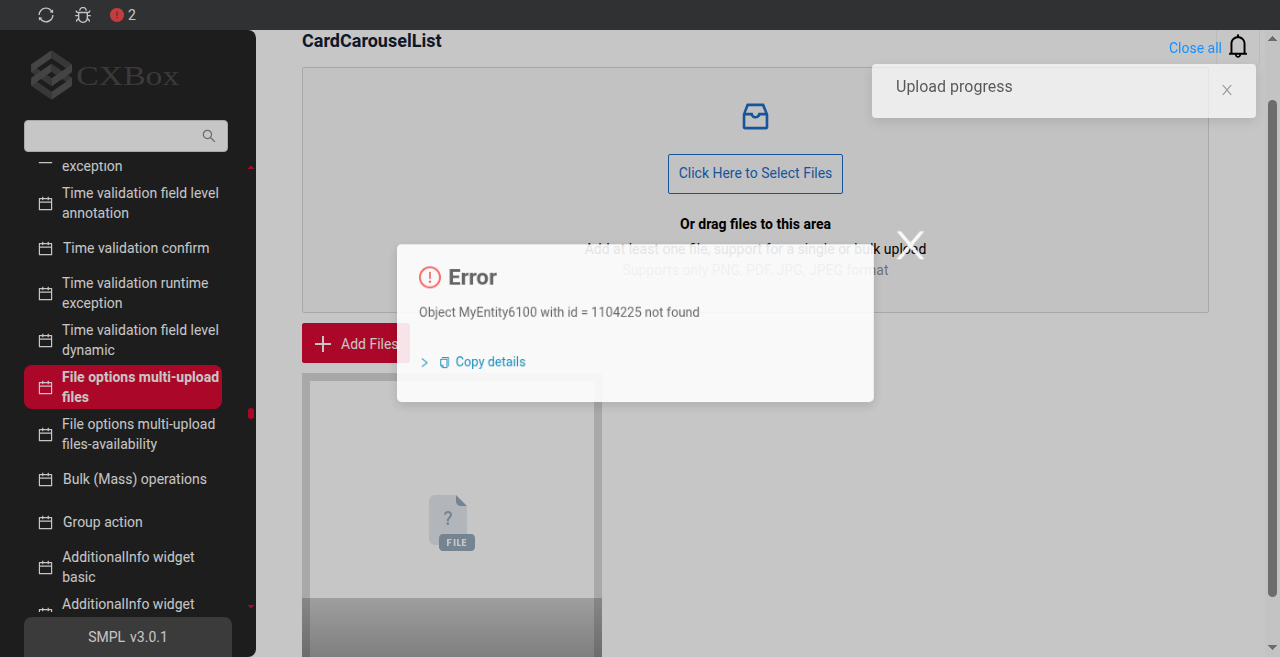 2
CXBox
exception
Time validation field level
annotation
Time validation confirm
Time validation runtime
exception
Time validation field level
dynamic
File options multi-upload
files
File options multi-upload
files-availability
Bulk (Mass) operations
Group action
AdditionalInfo widget
basic
AdditionalInfo widget
SMPL v3.0.1
CardCarouselList
Close all
Upload progress
Click Here to Select Files
Or drag files to this area
Add at least one file, support for a single or bulk upload
Supports only PNG, PDF, JPG, JPEG format
Error
Object MyEntity6100 with id = 1104225 not found
Copy details
Add Files
?
FILE